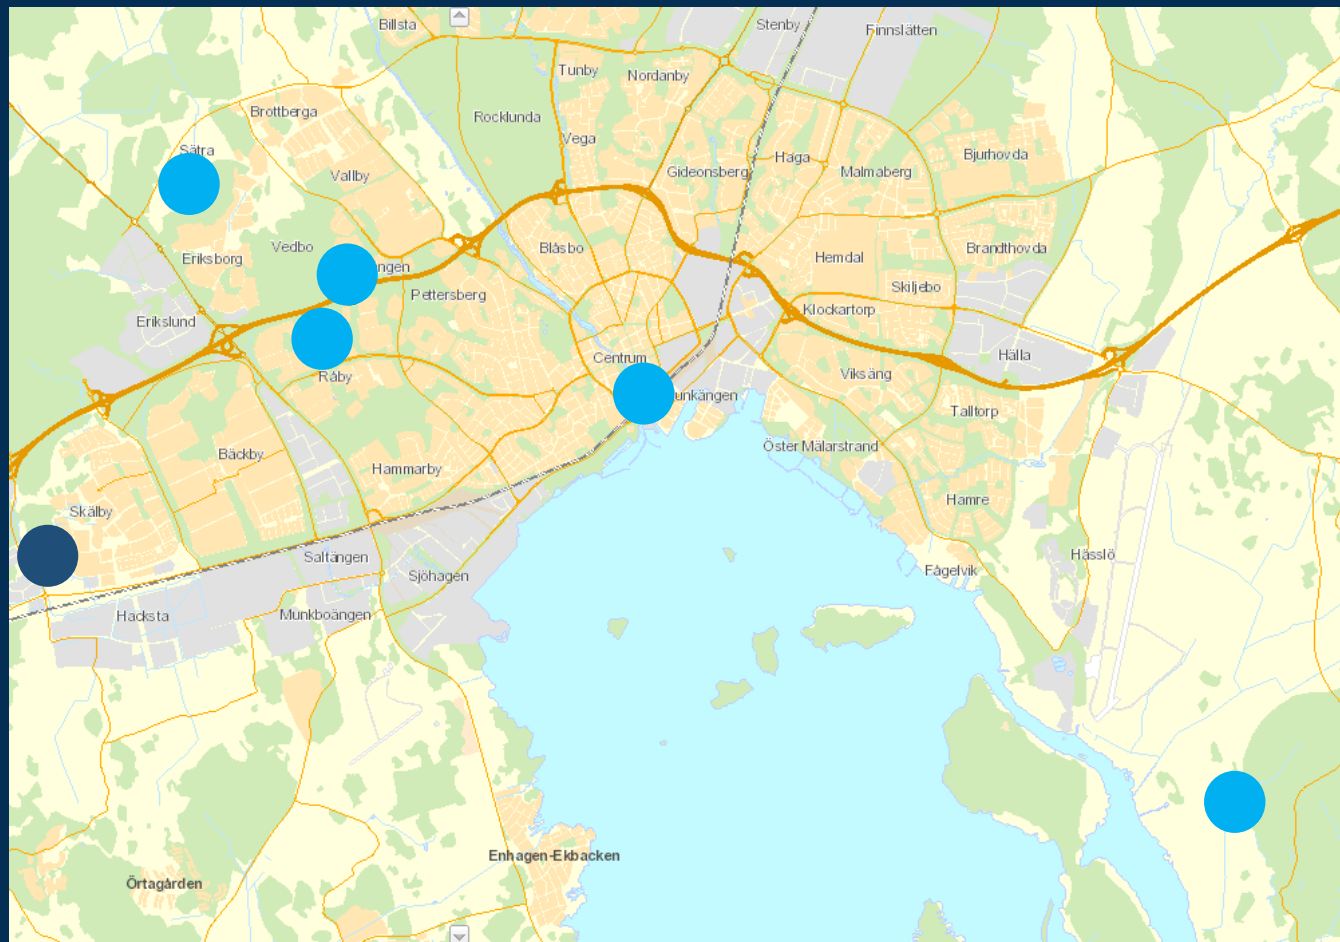 Billsta
Stenby
Finnslätten
Tunby
Nordanby
Brottberga
Rocklunda
Vega
Sätra
Haga
Bjurhovda
Vallby
Gideonsberg
Malmaberg
Vedbo
Blåsbo
Brandthovda
Eriksborg
Hemdal
ngen
Pettersberg
Skiljebo
Klockartorp
Erikslund
Centrum
Hälla
Råby
Viksäng
unkängen
Talltorp
Bäckby
Öster Mälarstrand
Hammarby
Skälby
Hamre
Saltängen
Hässlö
Sjöhagen
Fågelvik
Hacksta
Munkboängen
Enhagen-Ekbacken
Örtagården